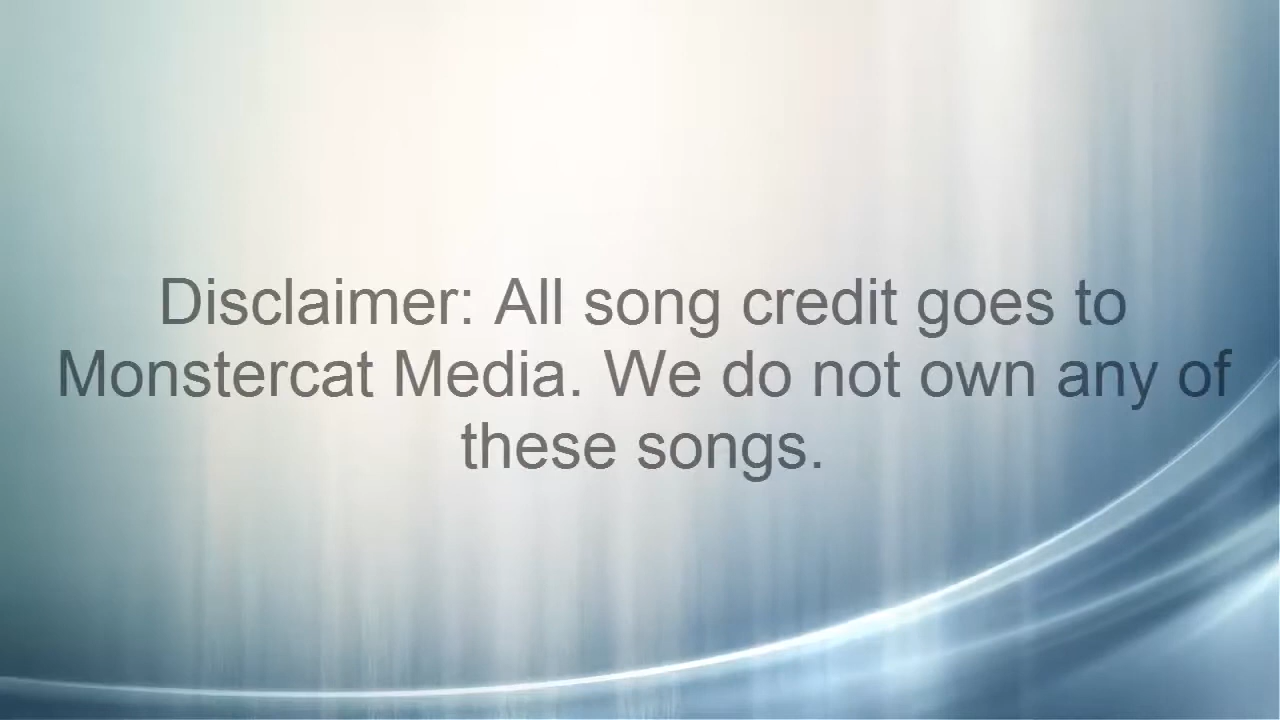 Disclaimer: All song credit goes to
Monstercat Media. We do not own any of
these songs.